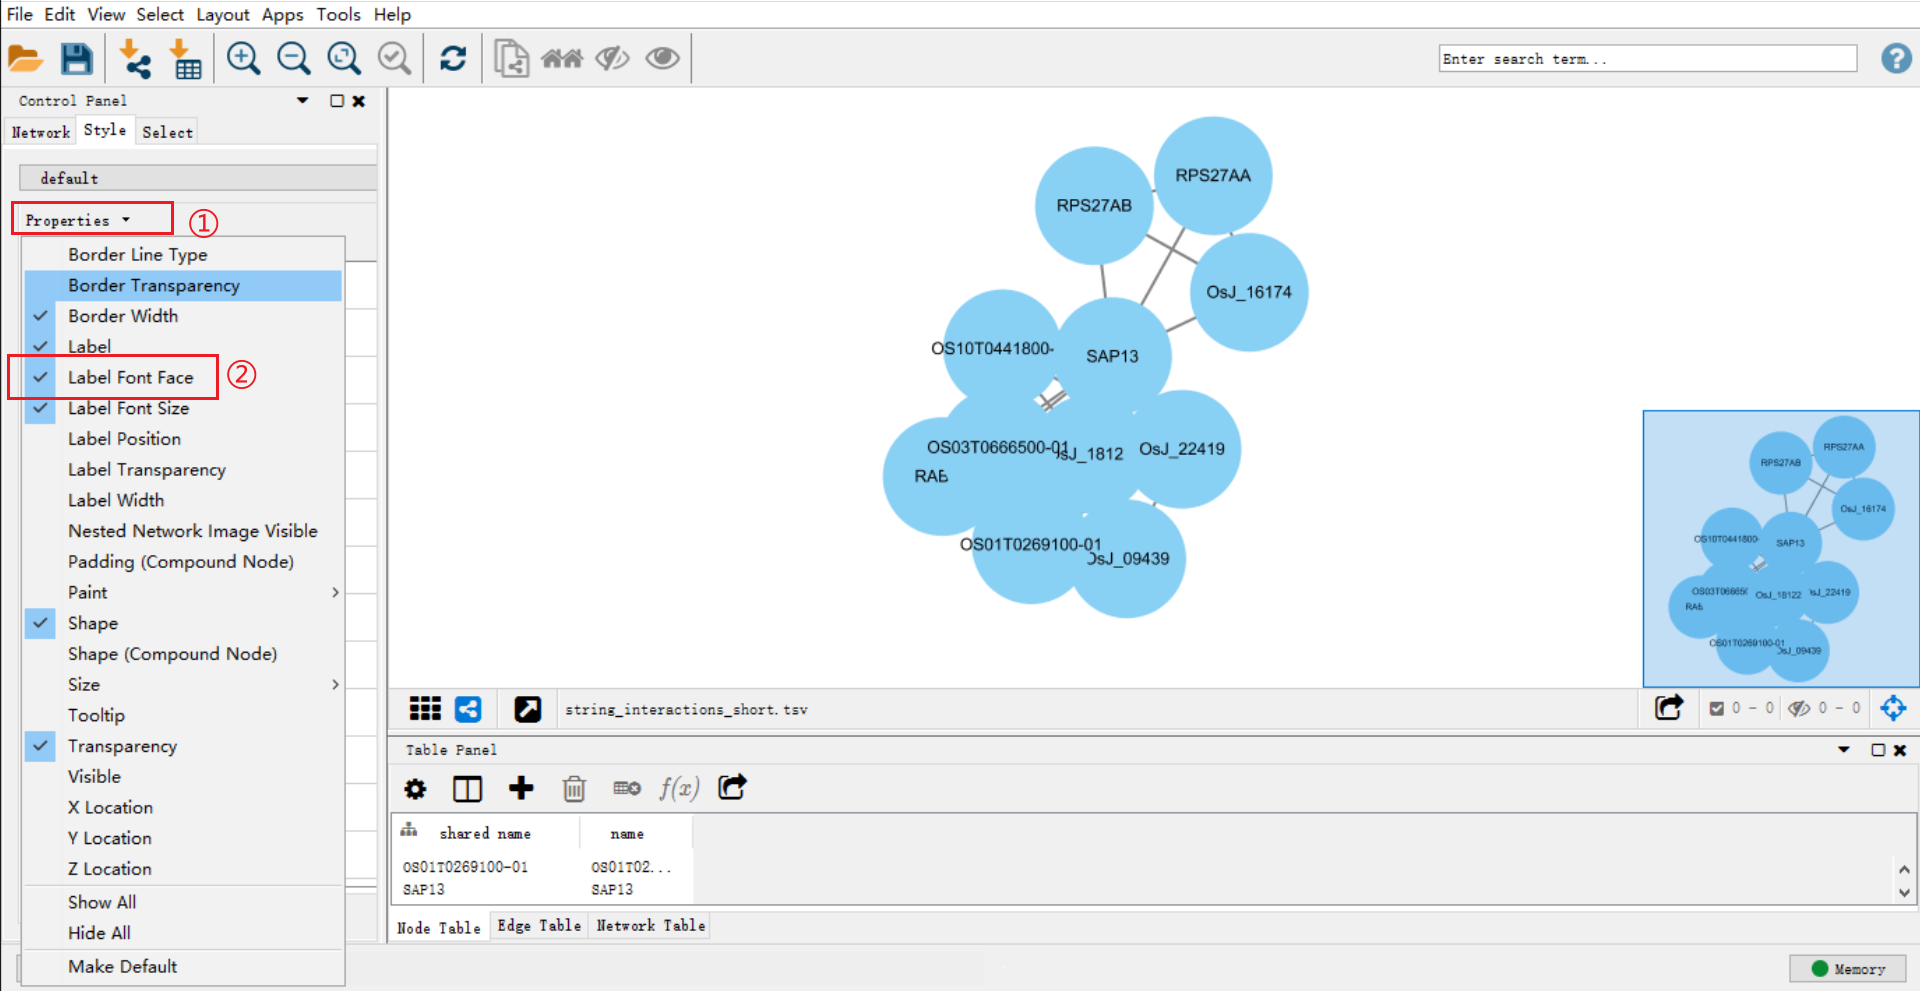 File Edit View Select Layout Apps Tools Help
Enter search term...
Control Panel
Network Style Select
default
Properties ①
Border Line Type
Border Transparency
Border Width
Label
Label Font Face ②
Label Font Size
Label Position
Label Transparency
Label Width
Nested Network Image Visible
Padding (Compound Node)
Paint
Shape
Shape (Compound Node)
Size
Tooltip
Transparency
Visible
X Location
Y Location
Z Location
Show All
Hide All
Make Default
RPS27AA
RPS27AB
OsJ_16174
OS10T0441800-
SAP13
OS03T0666500-01
OsJ_1812
OsJ_22419
RAE
OS01T0269100-01
OsJ_09439
RPS27AA
RPS27AB
OsJ_16174
OS10T0441800-
SAP13
OS03T066650
OsJ_18122
OsJ_22419
RAE
OS01T0269100-01
OsJ_09439
string_interactions_short.tsv
0 - 0 0 - 0
Table Panel
f(x)
shared name name
OS01T0269100-01 OS01T02...
SAP13 SAP13
Node Table Edge Table Network Table
Memory